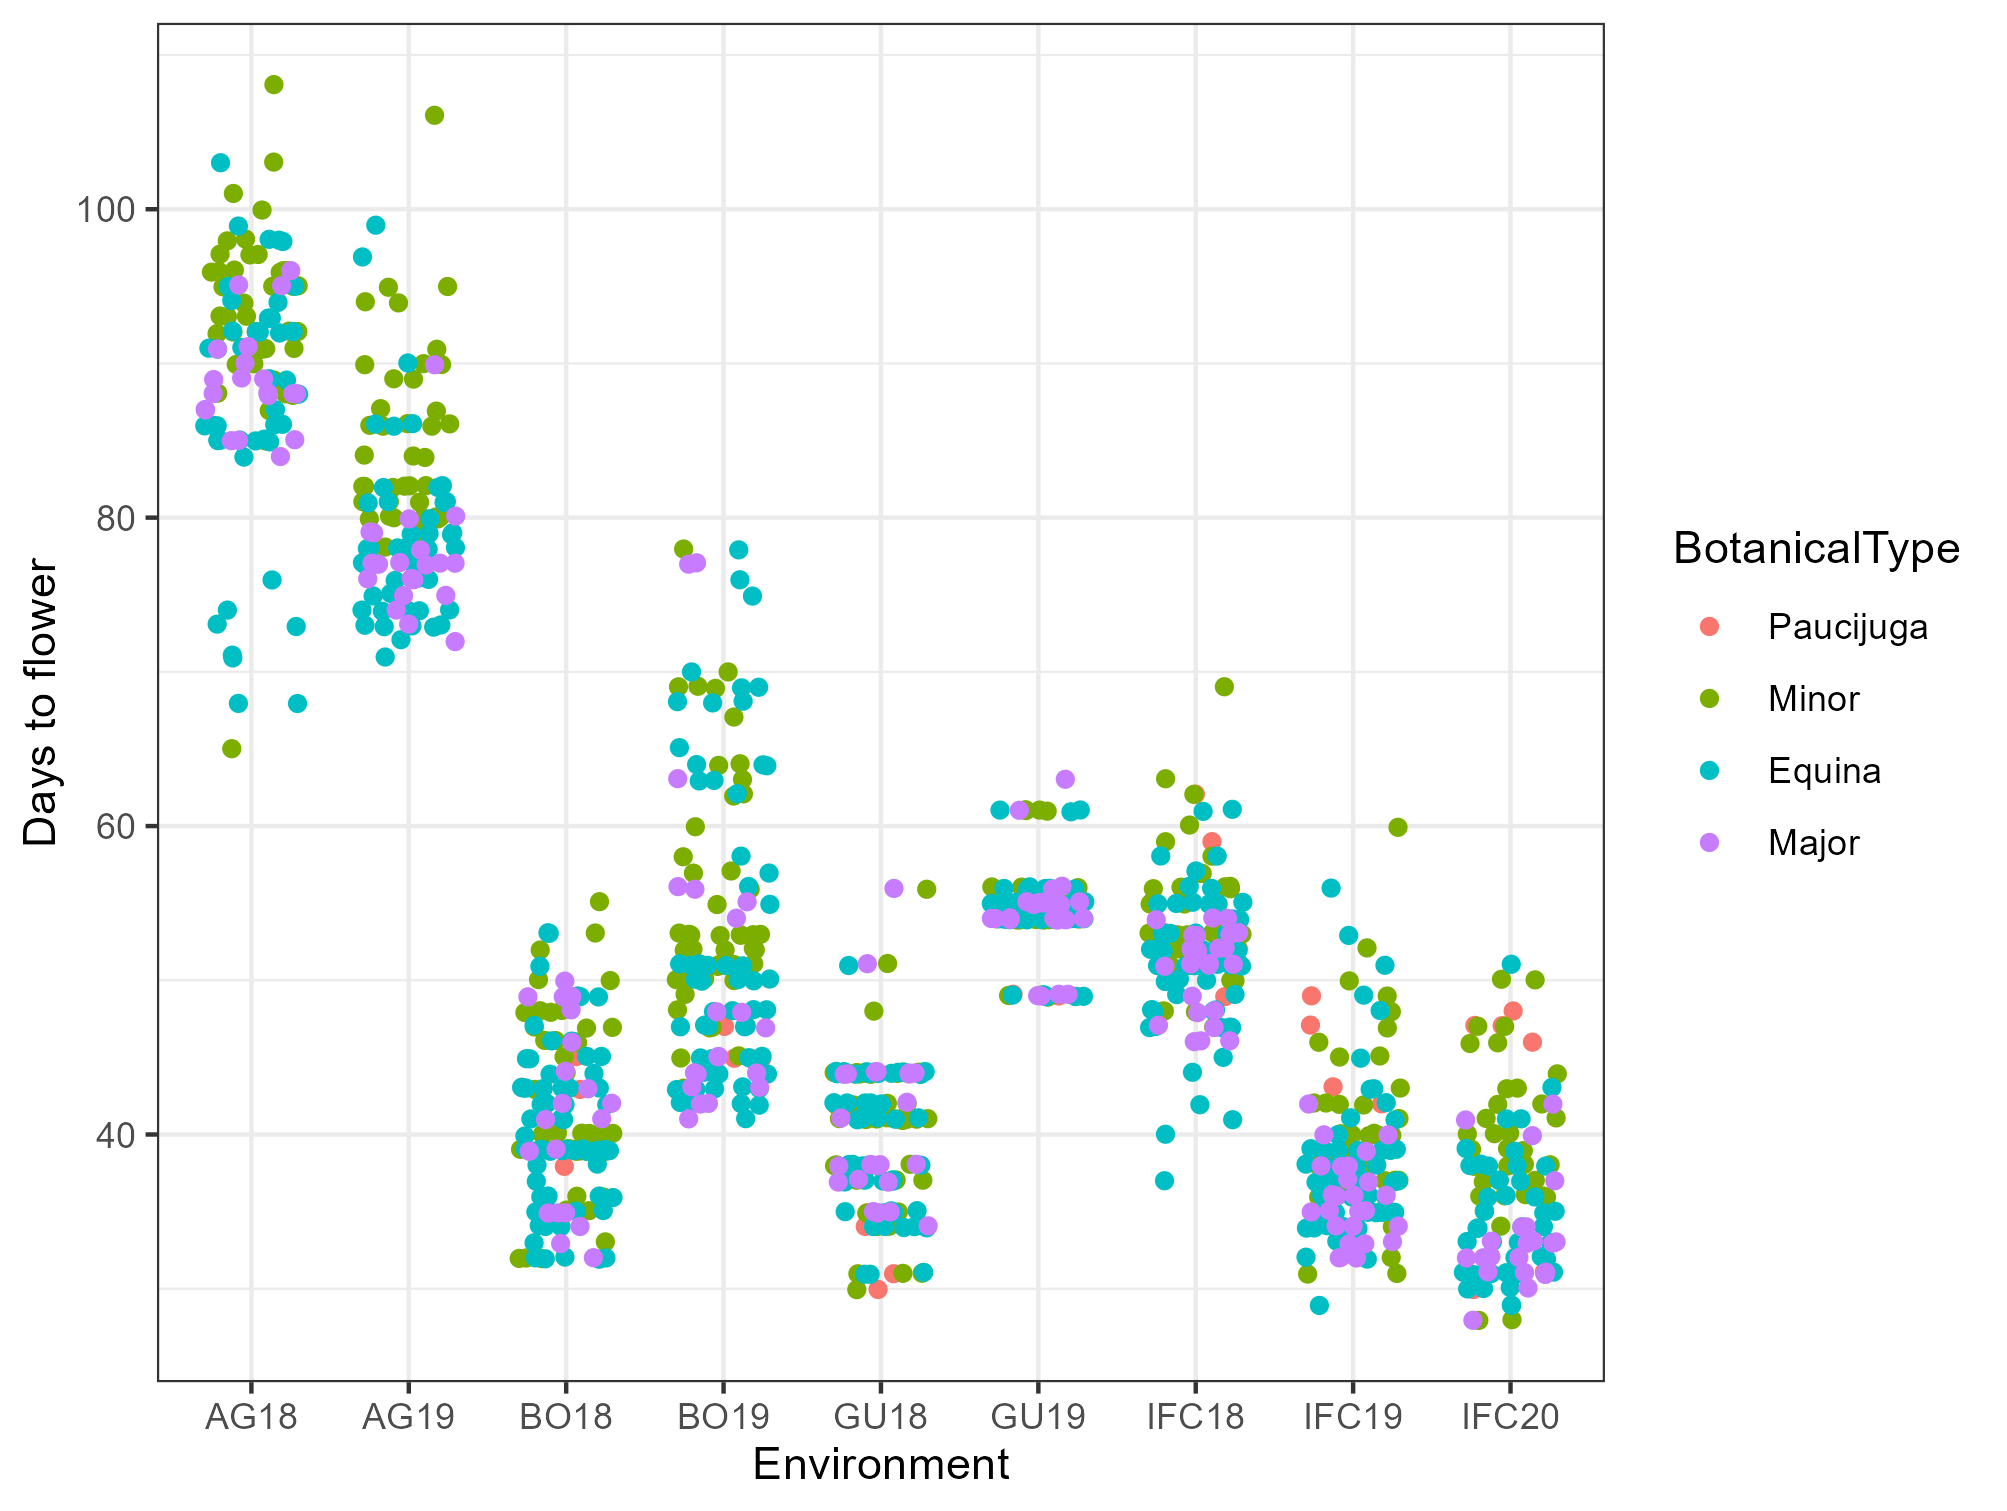 100
80
60
40
Days to flower
AG18 AG19 BO18 BO19 GU18 GU19 IFC18 IFC19 IFC20
Environment
BotanicalType
Paucijuga
Minor
Equina
Major